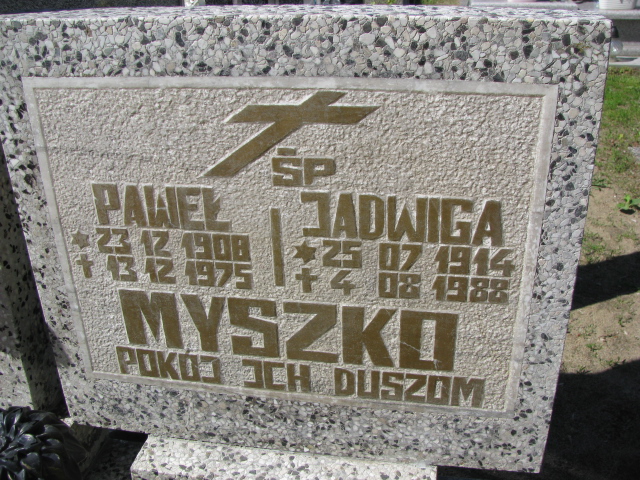 ŚP
PAWEŁ
* 23 12 1908
+ 13 12 1975
JADWIGA
* 25 07 1914
+ 4 08 1988
MYSZKO
POKÓJ ICH DUSZOM